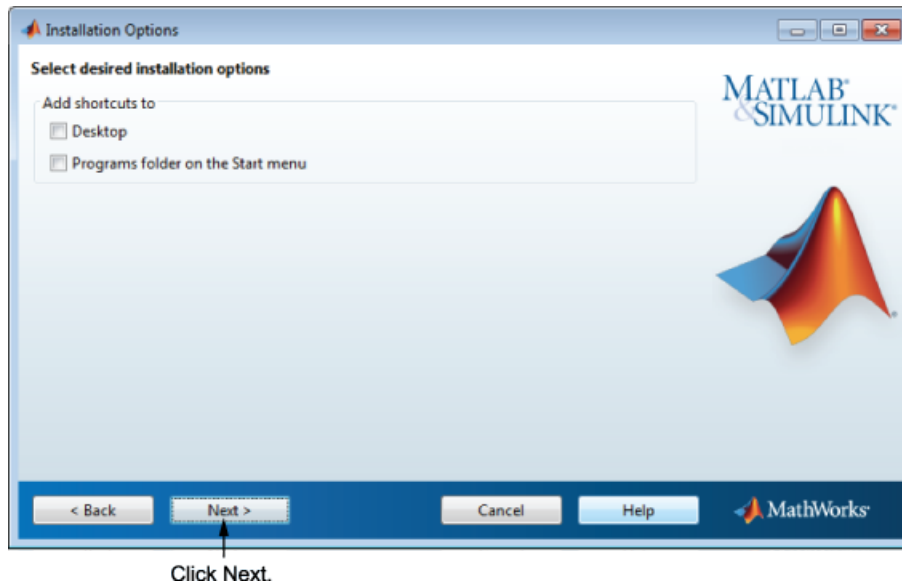 Installation Options
Select desired installation options
MATLAB®
&SIMULINK®
Add shortcuts to
Desktop
Programs folder on the Start menu
®
< Back
Next >
Cancel
Help
MathWorks®
Click Next.